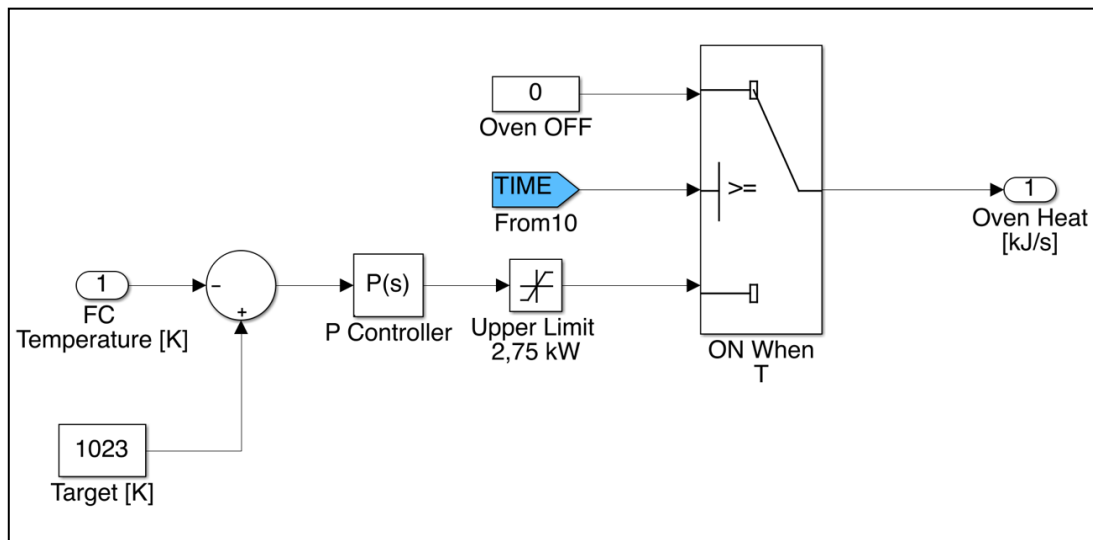 0
Oven OFF
TIME
From10
>=
1
Oven Heat
[kJ/s]
1
FC
Temperature [K]
−
+
P(s)
P Controller
Upper Limit
2,75 kW
ON When
T
1023
Target [K]